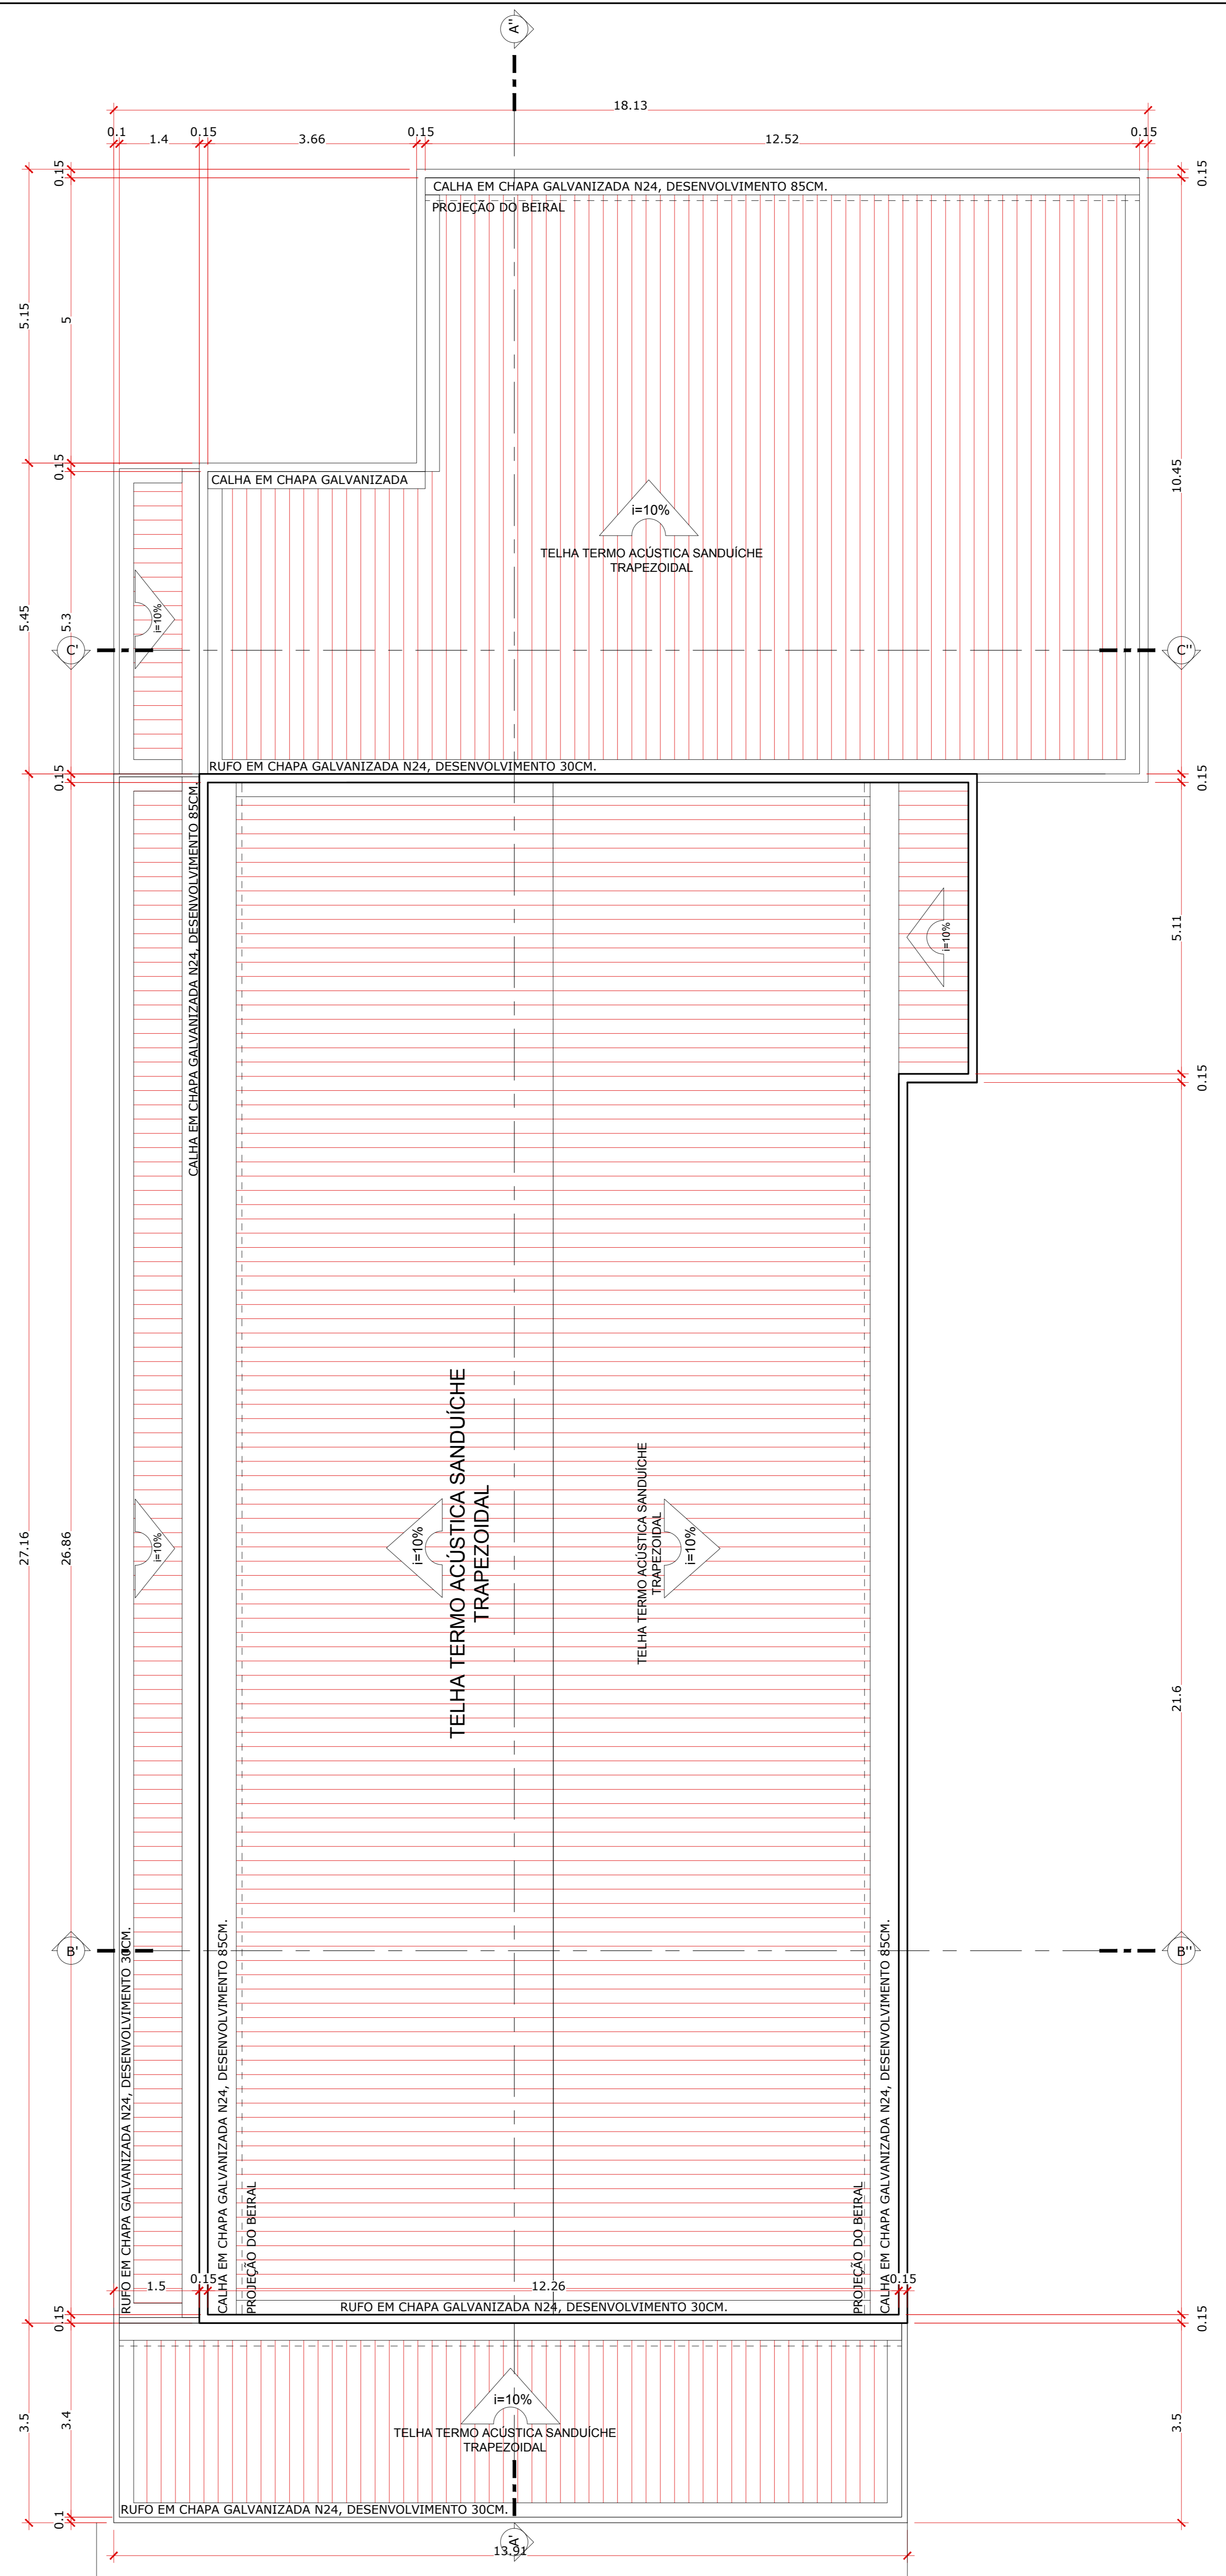 A''
18.13
0.1
1.4
0.15
3.66
0.15
12.52
0.15
0.15
0.15
CALHA EM CHAPA GALVANIZADA N24, DESENVOLVIMENTO 85CM.
PROJEÇÃO DO BEIRAL
5.15
5
0.15
CALHA EM CHAPA GALVANIZADA
10.45
i=10%
TELHA TERMO ACÚSTICA SANDUÍCHE
TRAPEZOIDAL
5.45
5.3
i=10%
C'
C''
RUFO EM CHAPA GALVANIZADA N24, DESENVOLVIMENTO 30CM.
0.15
0.15
CALHA EM CHAPA GALVANIZADA N24, DESENVOLVIMENTO 85CM.
i=10%
5.11
0.15
TELHA TERMO ACÚSTICA SANDUÍCHE
TRAPEZOIDAL
TELHA TERMO ACÚSTICA SANDUÍCHE
TRAPEZOIDAL
27.16
26.86
i=10%
i=10%
i=10%
21.6
B'
B''
RUFO EM CHAPA GALVANIZADA N24, DESENVOLVIMENTO 30CM.
CALHA EM CHAPA GALVANIZADA N24, DESENVOLVIMENTO 85CM.
PROJEÇÃO DO BEIRAL
PROJEÇÃO DO BEIRAL
CALHA EM CHAPA GALVANIZADA N24, DESENVOLVIMENTO 85CM.
1.5
0.15
12.26
0.15
RUFO EM CHAPA GALVANIZADA N24, DESENVOLVIMENTO 30CM.
0.15
0.15
i=10%
TELHA TERMO ACÚSTICA SANDUÍCHE
TRAPEZOIDAL
3.5
3.4
3.5
RUFO EM CHAPA GALVANIZADA N24, DESENVOLVIMENTO 30CM.
0.1
A'
13.91